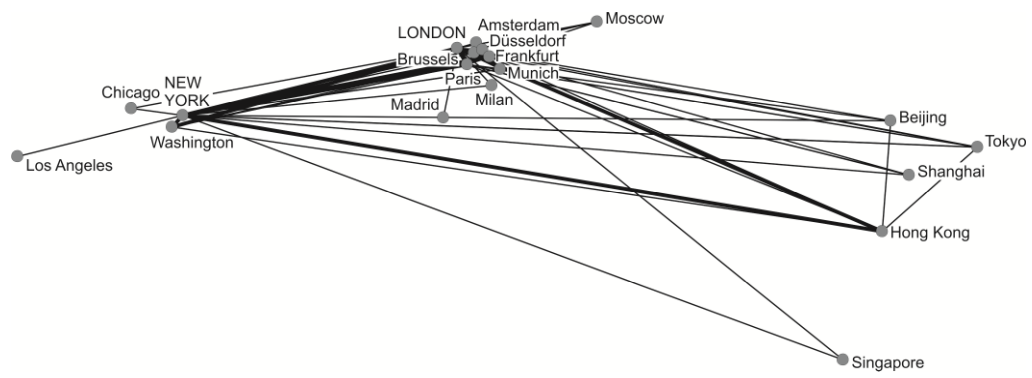 Moscow
Amsterdam
LONDON
Düsseldorf
Brussels
Frankfurt
Paris
Munich
Milan
Madrid
Chicago
NEW
YORK
Washington
Los Angeles
Beijing
Tokyo
Shanghai
Hong Kong
Singapore